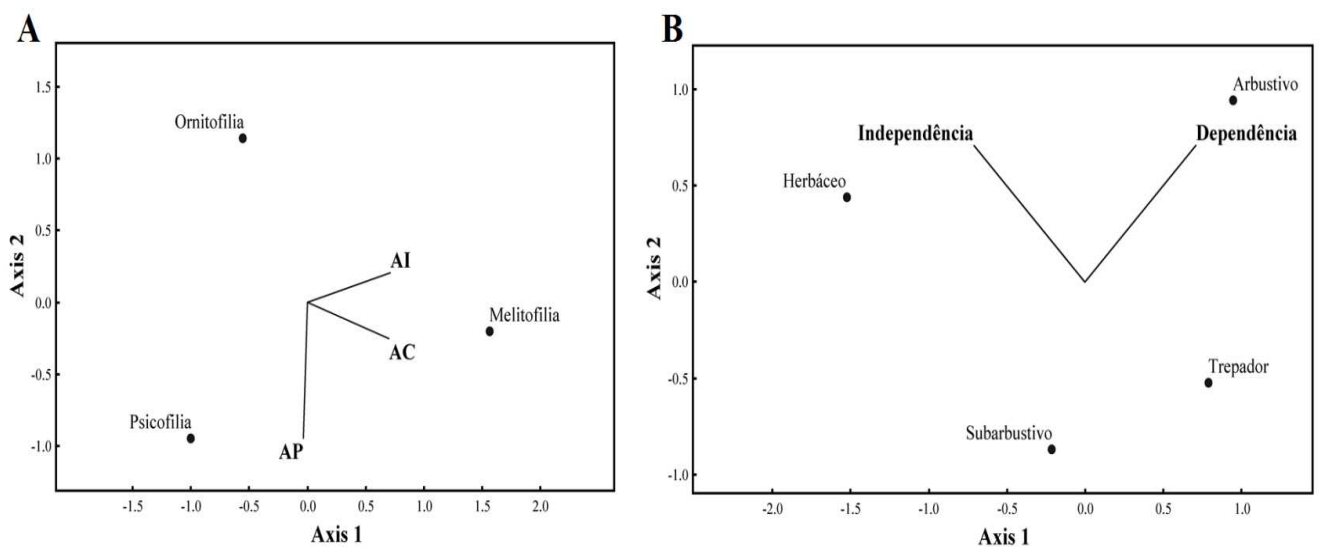 A
1.5
1.0
0.5
0.0
-0.5
-1.0
Axis 2
Ornitofilia
AI
Melitofilia
AC
Psicofilia
AP
-1.5 -1.0 -0.5 0.0 0.5 1.0 1.5 2.0
Axis 1
B
1.0
0.5
0.0
-0.5
-1.0
Axis 2
Arbustivo
Independência Dependência
Herbáceo
Trepador
Subarbustivo
-2.0 -1.5 -1.0 -0.5 0.0 0.5 1.0
Axis 1